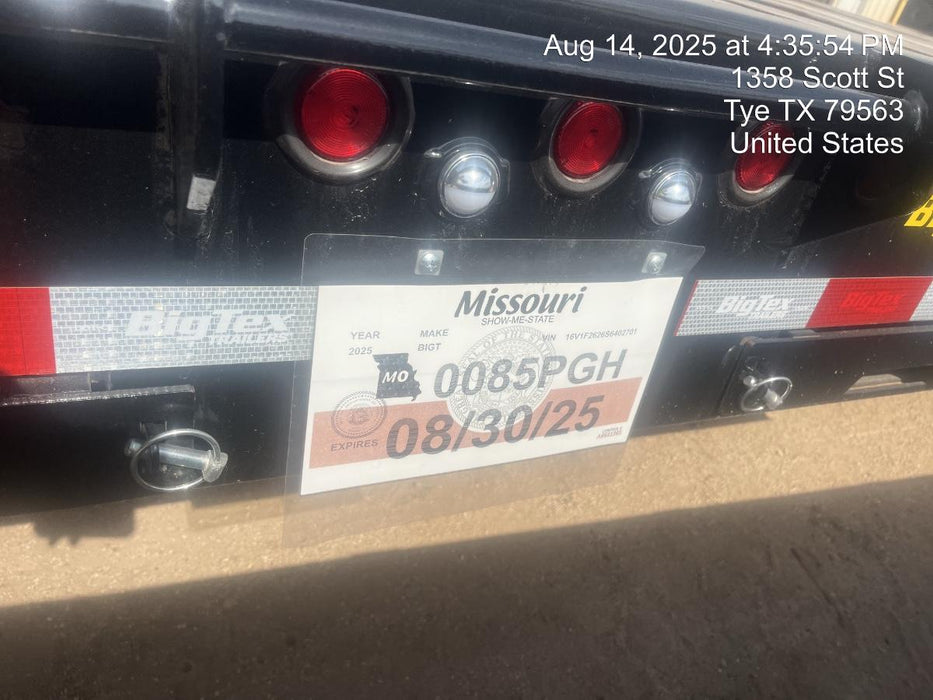 Aug 14, 2025 at 4:35:54 PM
1358 Scott St
Tye TX 79563
United States
BigTex
TRAILERS
BigTex
BigTex
Missouri
SHOW-ME-STATE
YEAR
2025
MAKE
BIGT
VIN 16V1F2626S6402701
MO
0085PGH
EXPIRES
08/30/25